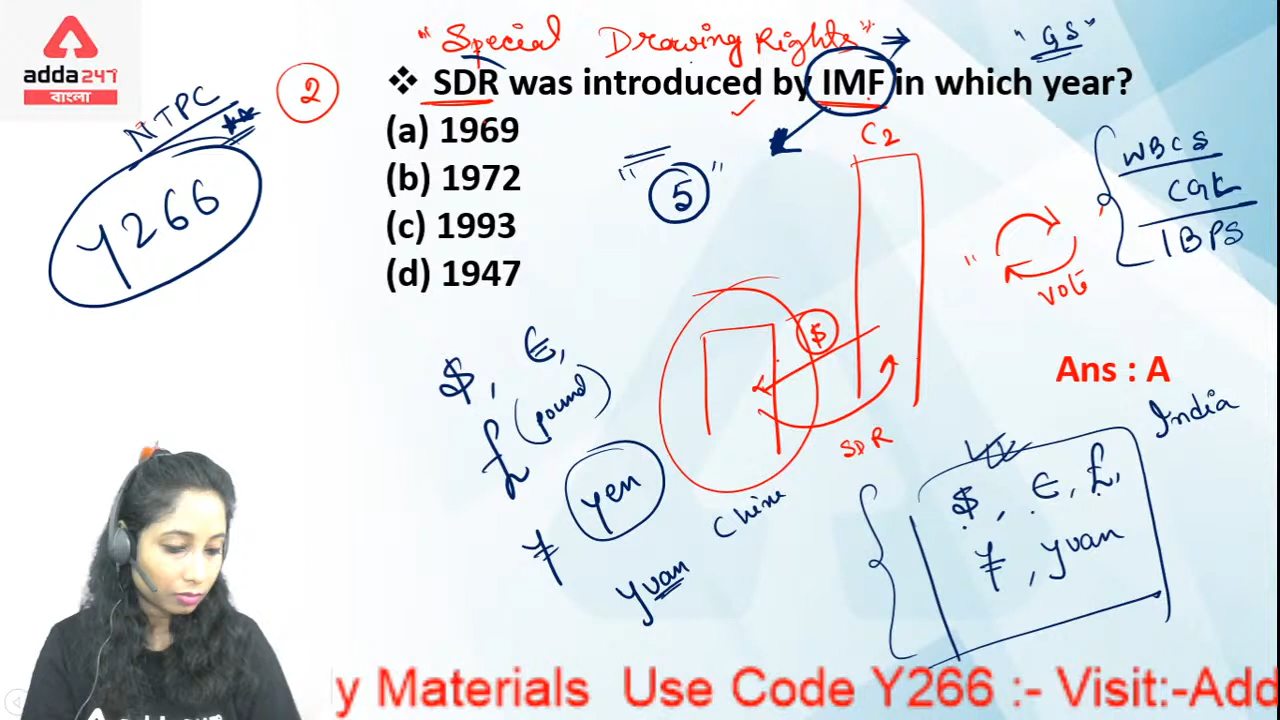 "Special Drawing Rights"
"GS"
adda247
বাংলা
NTPC
2
❖ SDR was introduced by IMF in which year?
(a) 1969
(b) 1972
(c) 1993
(d) 1947
C2
"5"
WBCS
CGL
IBPS
Y266
Vote
$
$, €,
£ (pound)
Ans : A
India
SDR
yen
China
$, €, £,
¥, yuan
¥
yuan
y Materials Use Code Y266 :- Visit:-Add